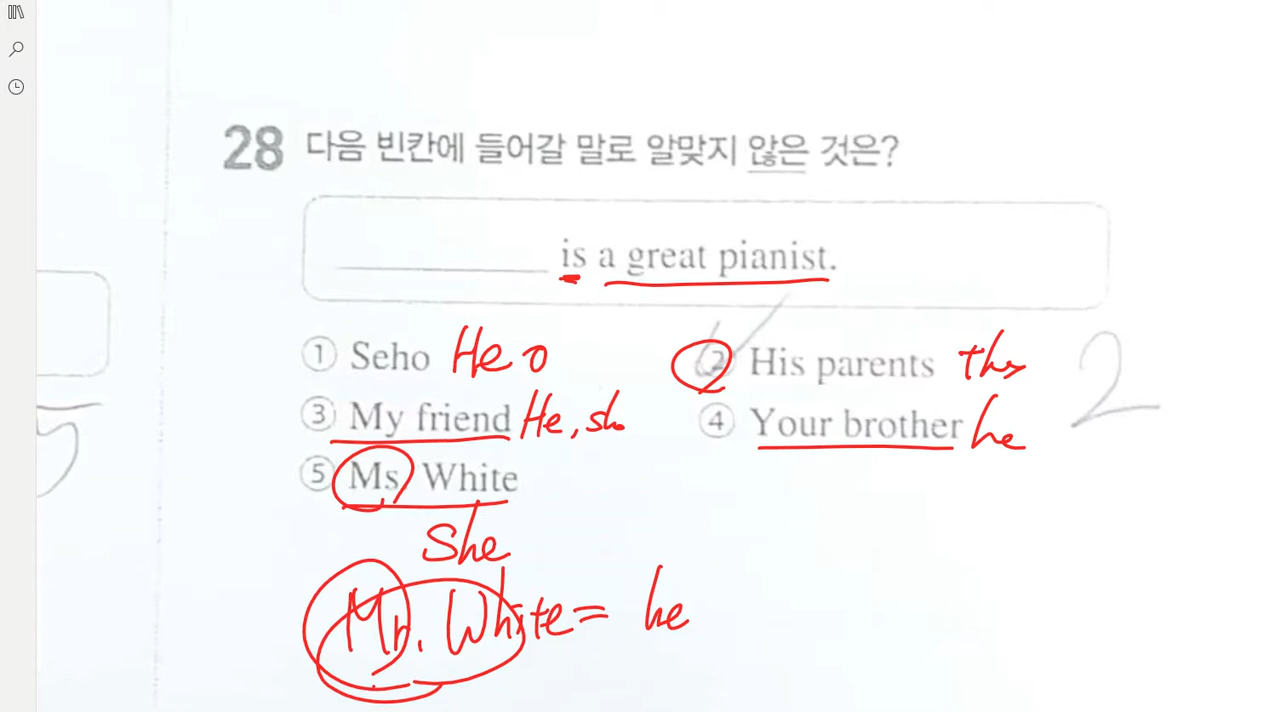 28 다음 빈칸에 들어갈 말로 알맞지 않은 것은?
is a great pianist.
① Seho He o ② His parents they
③ My friend He, she ④ Your brother he
⑤ Ms. White
She
Mr. White = he
2